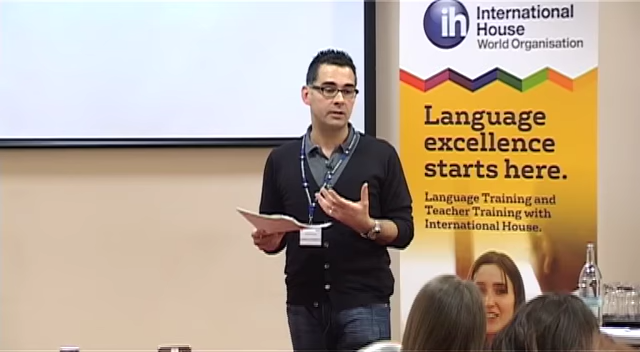 ih
International
House
World Organisation
Language
excellence
starts here.
Language Training and
Teacher Training with
International House.